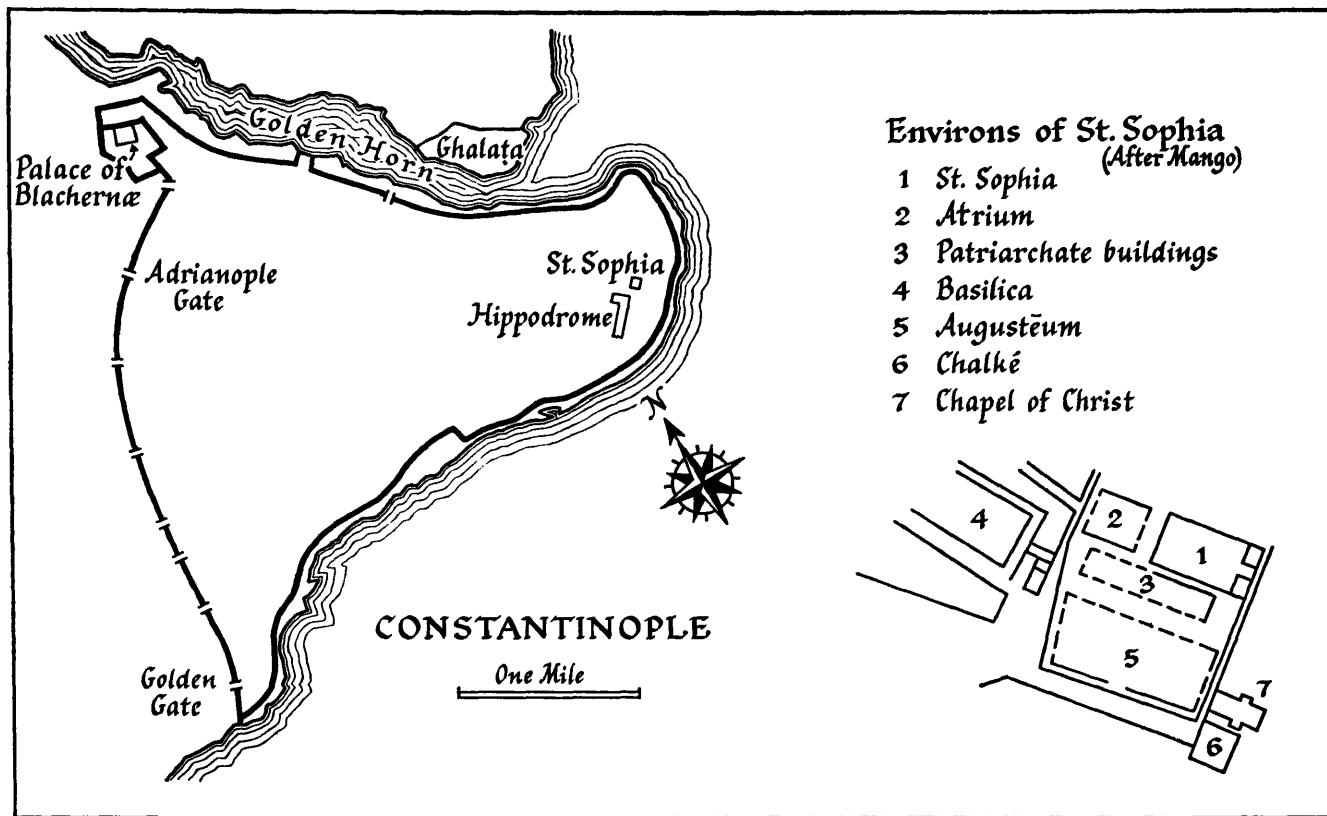 Golden Horn
Ghalaṭa
Palace of
Blachernæ
Adrianople
Gate
St. Sophia
Hippodrome
N
CONSTANTINOPLE
One Mile
Golden
Gate
Environs of St. Sophia
(After Mango)
1 St. Sophia
2 Atrium
3 Patriarchate buildings
4 Basilica
5 Augustēum
6 Chalké
7 Chapel of Christ
4
2
1
3
5
7
6